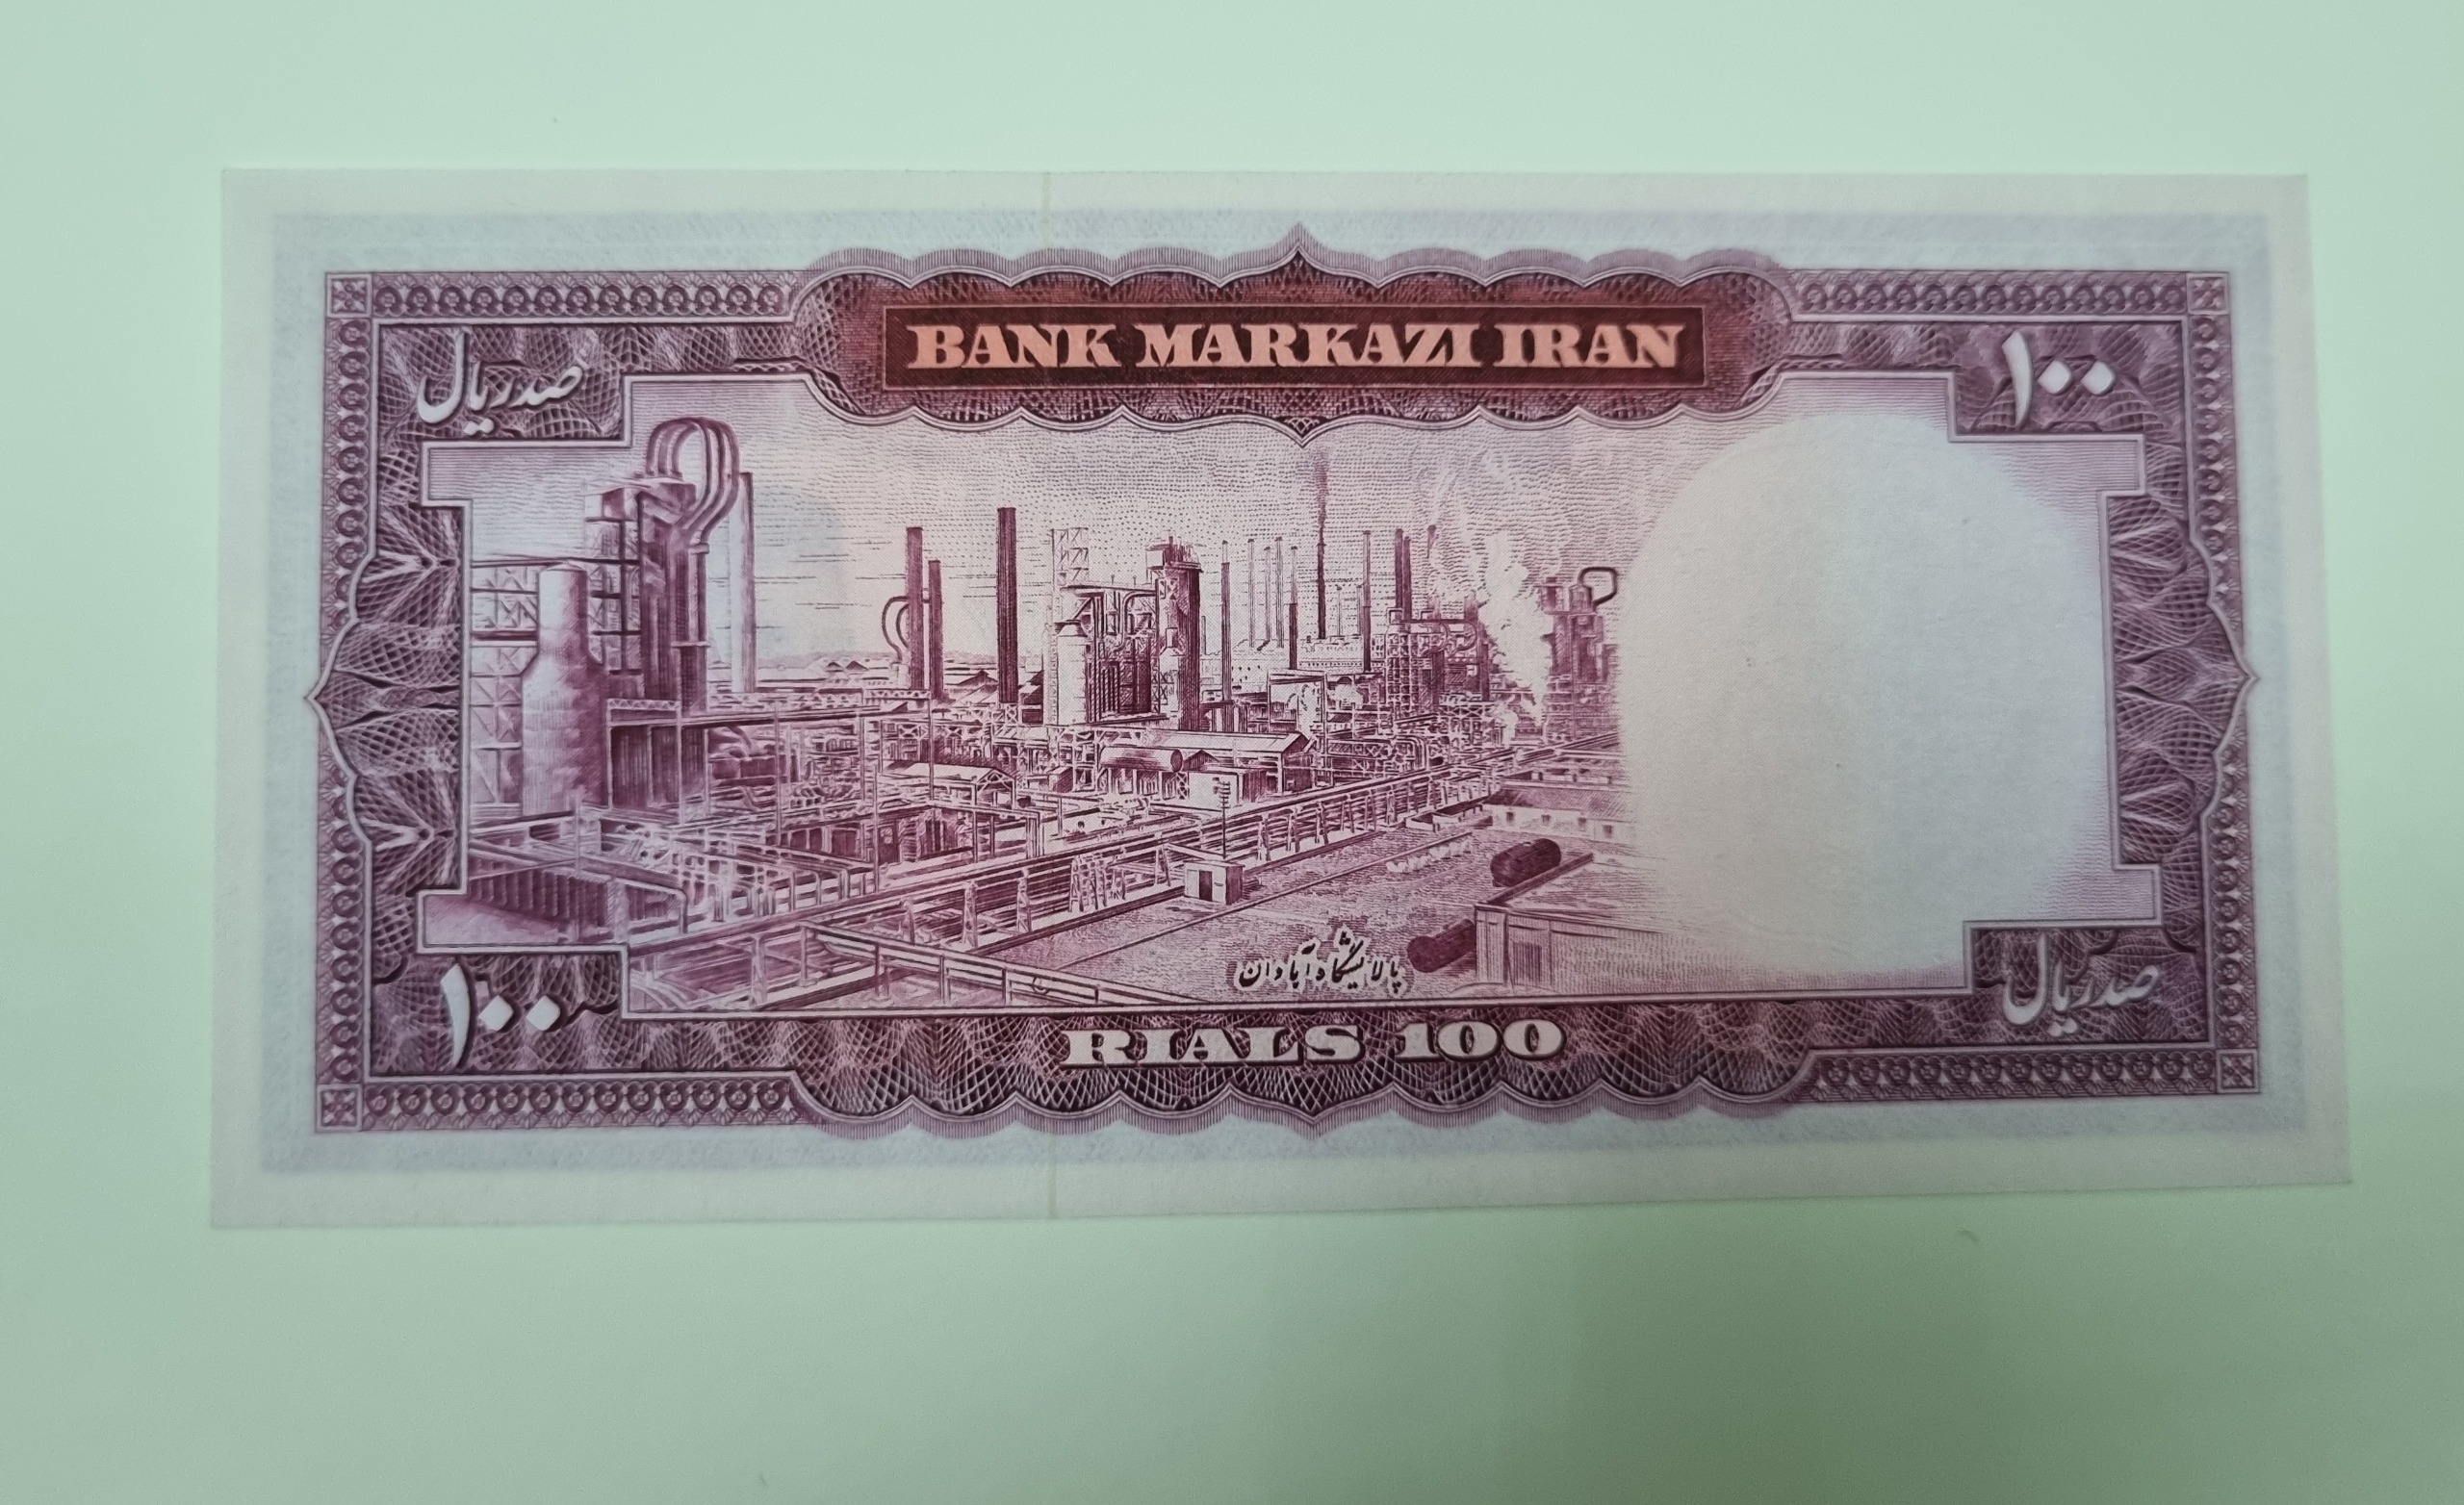 BANK MARKAZI IRAN
صد ریال
۱۰۰
پالایشگاه آبادان
۱۰۰
صد ریال
RIALS 100